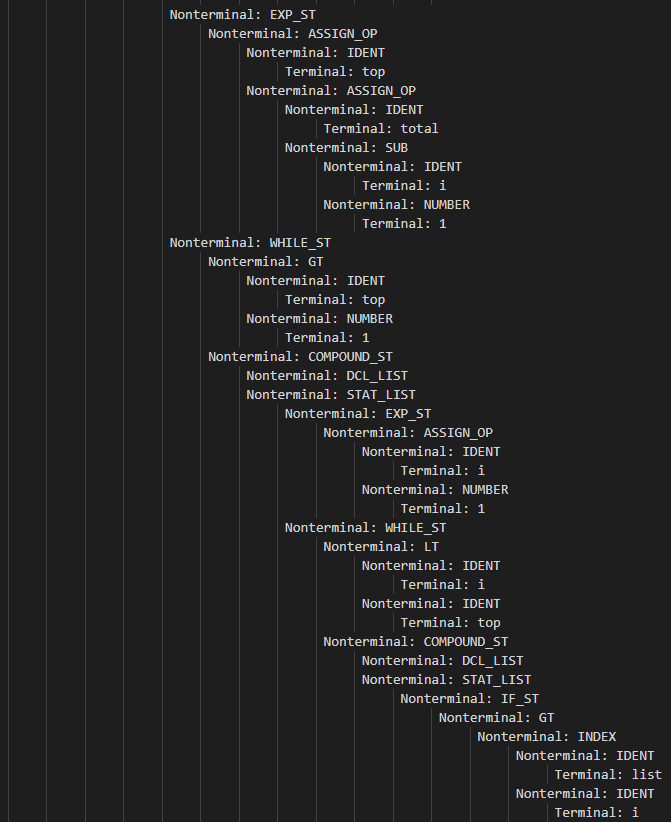 Nonterminal: EXP_ST
Nonterminal: ASSIGN_OP
Nonterminal: IDENT
Terminal: top
Nonterminal: ASSIGN_OP
Nonterminal: IDENT
Terminal: total
Nonterminal: SUB
Nonterminal: IDENT
Terminal: i
Nonterminal: NUMBER
Terminal: 1
Nonterminal: WHILE_ST
Nonterminal: GT
Nonterminal: IDENT
Terminal: top
Nonterminal: NUMBER
Terminal: 1
Nonterminal: COMPOUND_ST
Nonterminal: DCL_LIST
Nonterminal: STAT_LIST
Nonterminal: EXP_ST
Nonterminal: ASSIGN_OP
Nonterminal: IDENT
Terminal: i
Nonterminal: NUMBER
Terminal: 1
Nonterminal: WHILE_ST
Nonterminal: LT
Nonterminal: IDENT
Terminal: i
Nonterminal: IDENT
Terminal: top
Nonterminal: COMPOUND_ST
Nonterminal: DCL_LIST
Nonterminal: STAT_LIST
Nonterminal: IF_ST
Nonterminal: GT
Nonterminal: INDEX
Nonterminal: IDENT
Terminal: list
Nonterminal: IDENT
Terminal: i